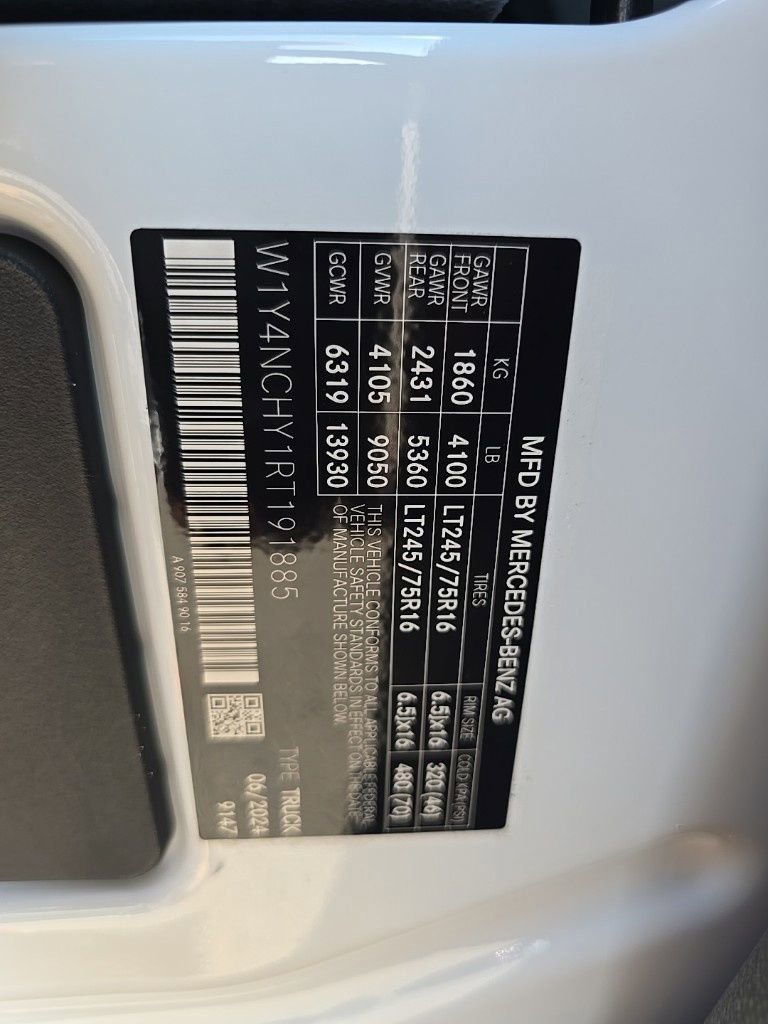 MFD BY MERCEDES-BENZ AG
KG LB TIRES RIM SIZE COLD KPA (PSI)
GAWR FRONT 1860 4100 LT245/75R16 6.5Jx16 320 (46)
GAWR REAR 2431 5360 LT245/75R16 6.5Jx16 480 (70)
GVWR 4105 9050
GCWR 6319 13930
THIS VEHICLE CONFORMS TO ALL APPLICABLE FEDERAL
VEHICLE SAFETY STANDARDS IN EFFECT ON THE DATE
OF MANUFACTURE SHOWN BELOW.
W1Y4NCHY1RT191885
TYPE TRUCK
06/2024
9147
A 907 584 90 16